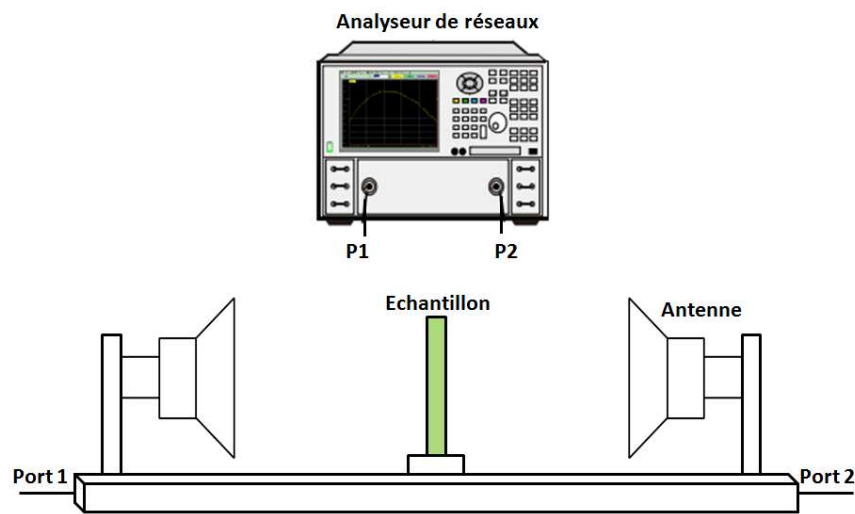 Analyseur de réseaux
P1
P2
Echantillon
Antenne
Port 1
Port 2